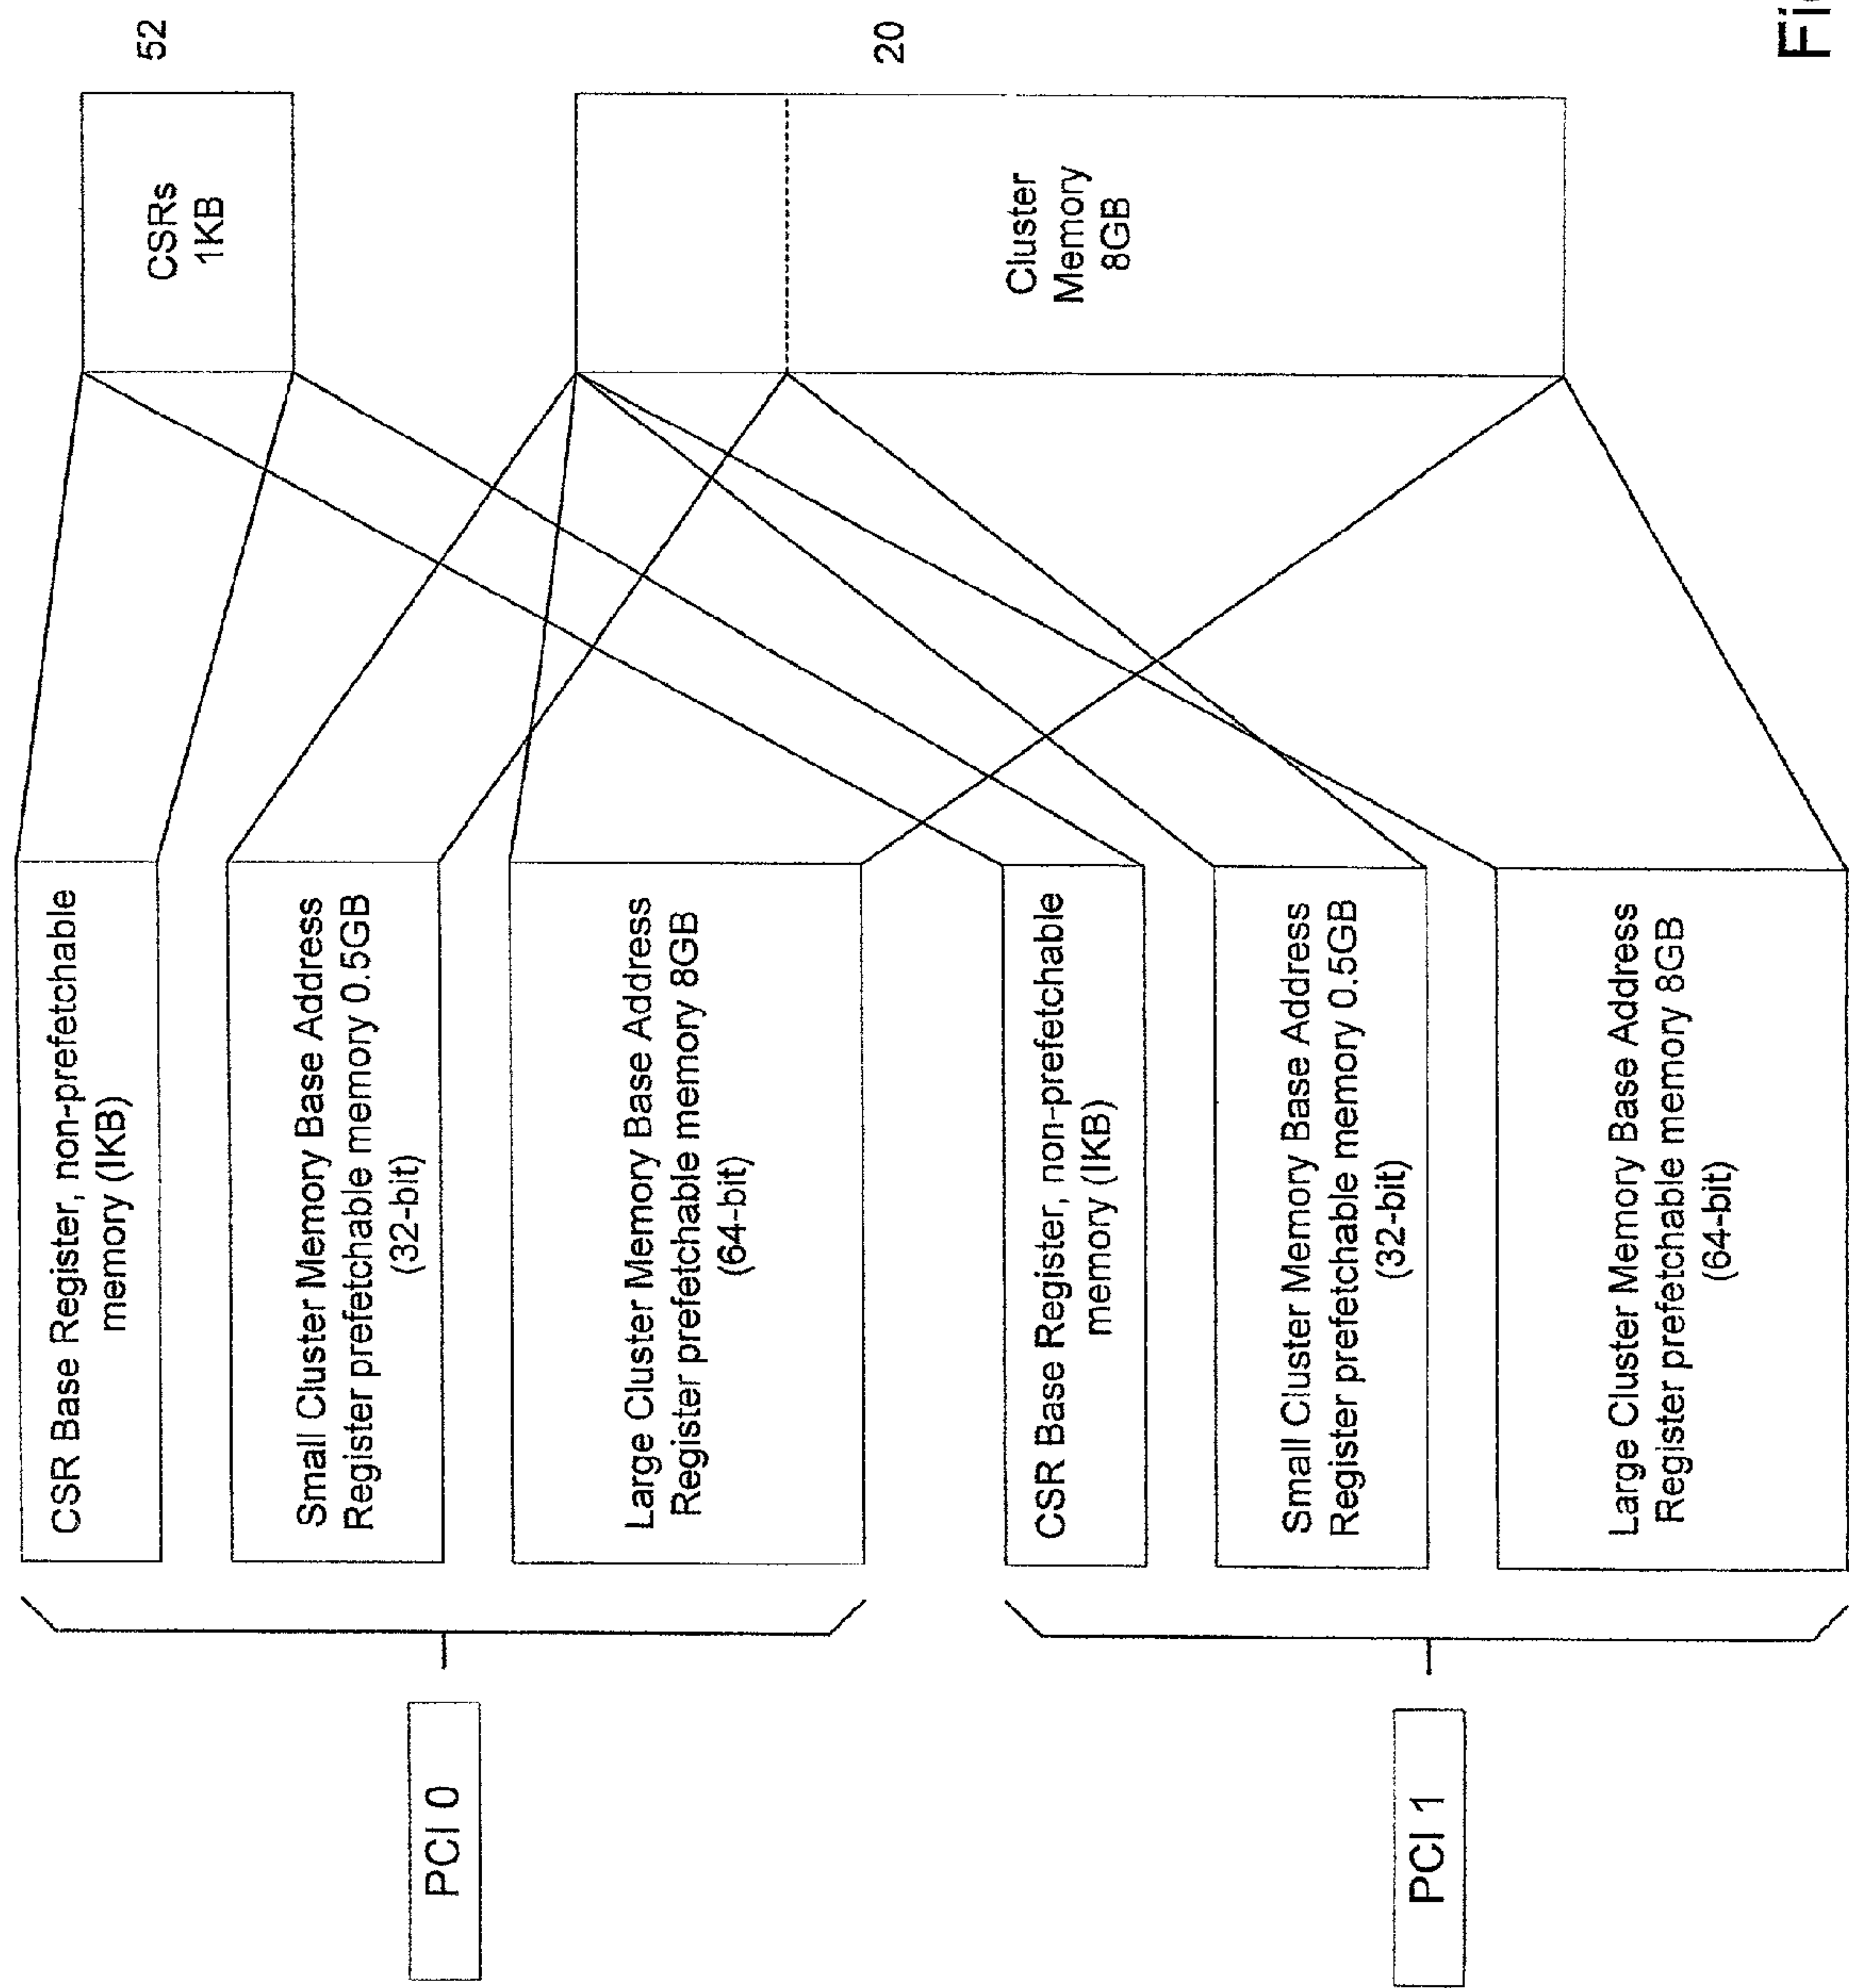 PCI 0
CSR Base Register, non-prefetchable
memory (IKB)
Small Cluster Memory Base Address
Register prefetchable memory 0.5GB
(32-bit)
Large Cluster Memory Base Address
Register prefetchable memory 8GB
(64-bit)
PCI 1
CSR Base Register, non-prefetchable
memory (IKB)
Small Cluster Memory Base Address
Register prefetchable memory 0.5GB
(32-bit)
Large Cluster Memory Base Address
Register prefetchable memory 8GB
(64-bit)
CSRs
1KB
52
Cluster
Memory
8GB
20